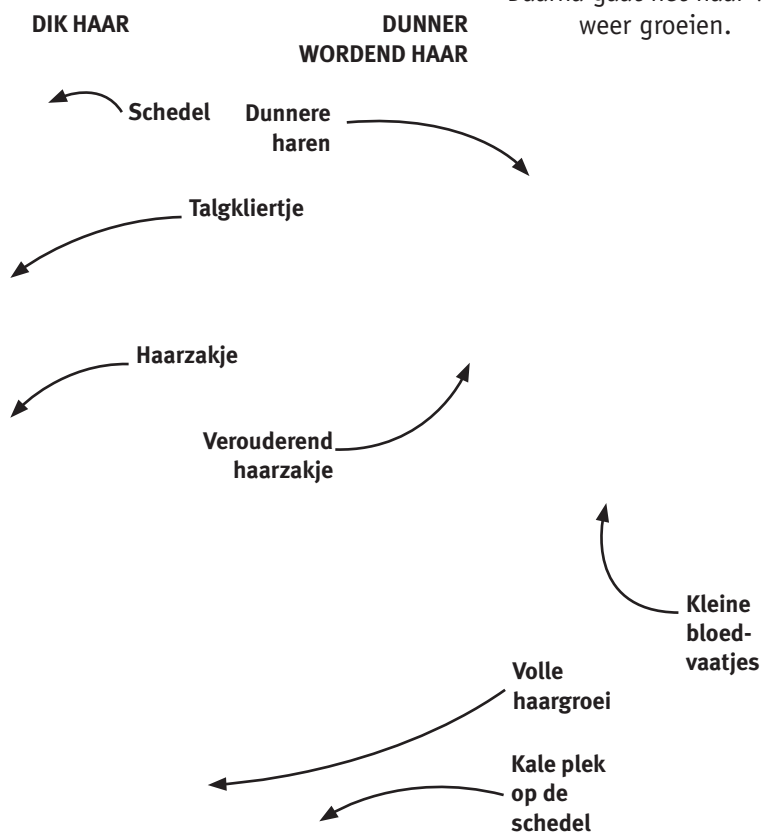 weer groeien.
DIK HAAR
DUNNER
WORDEND HAAR
Schedel
Dunnere
haren
Talgkliertje
Haarzakje
Verouderend
haarzakje
Kleine
bloed-
vaatjes
Volle
haargroei
Kale plek
op de
schedel